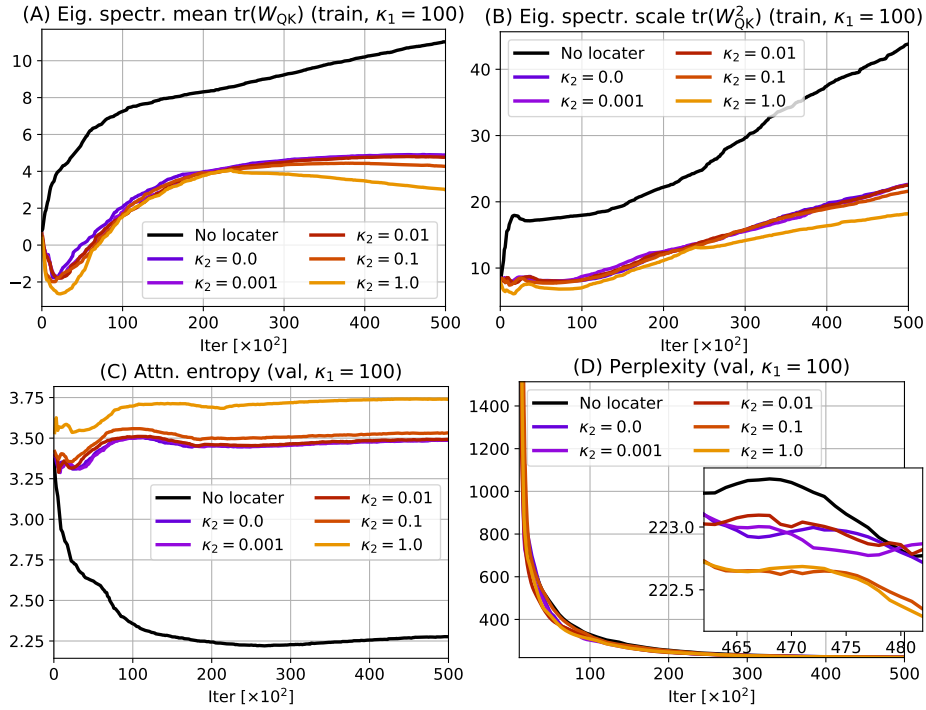 (A) Eig. spectr. mean tr(W_QK) (train, κ₁ = 100)
10
8
6
4
2
0
−2
No locater
κ₂ = 0.0
κ₂ = 0.001
κ₂ = 0.01
κ₂ = 0.1
κ₂ = 1.0
0 100 200 300 400 500
Iter [×10²]
(B) Eig. spectr. scale tr(W²_QK) (train, κ₁ = 100)
40
30
20
10
No locater
κ₂ = 0.0
κ₂ = 0.001
κ₂ = 0.01
κ₂ = 0.1
κ₂ = 1.0
0 100 200 300 400 500
Iter [×10²]
(C) Attn. entropy (val, κ₁ = 100)
3.75
3.50
3.25
3.00
2.75
2.50
2.25
No locater
κ₂ = 0.0
κ₂ = 0.001
κ₂ = 0.01
κ₂ = 0.1
κ₂ = 1.0
0 100 200 300 400 500
Iter [×10²]
(D) Perplexity (val, κ₁ = 100)
1400
1200
1000
800
600
400
No locater
κ₂ = 0.0
κ₂ = 0.001
κ₂ = 0.01
κ₂ = 0.1
κ₂ = 1.0
223.0
222.5
465 470 475 480
100 200 300 400 500
Iter [×10²]